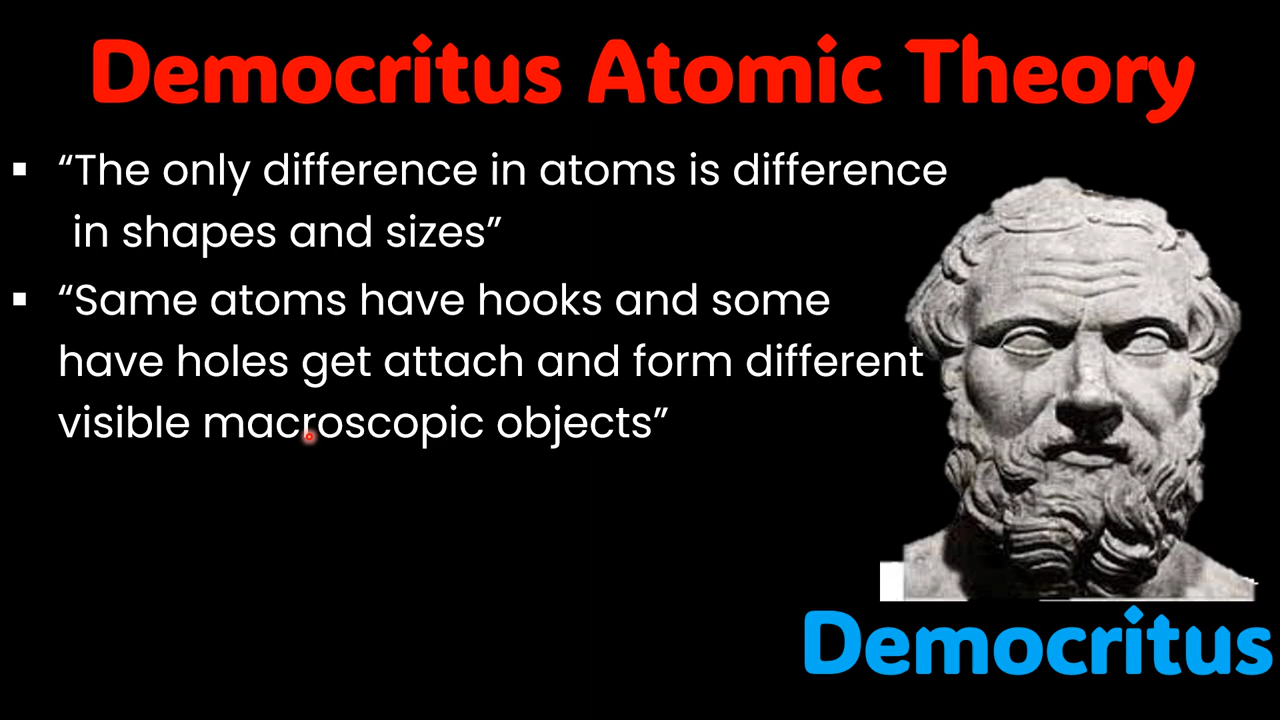 Democritus Atomic Theory
▪ “The only difference in atoms is difference
in shapes and sizes”
▪ “Same atoms have hooks and some
have holes get attach and form different
visible macroscopic objects”
Democritus